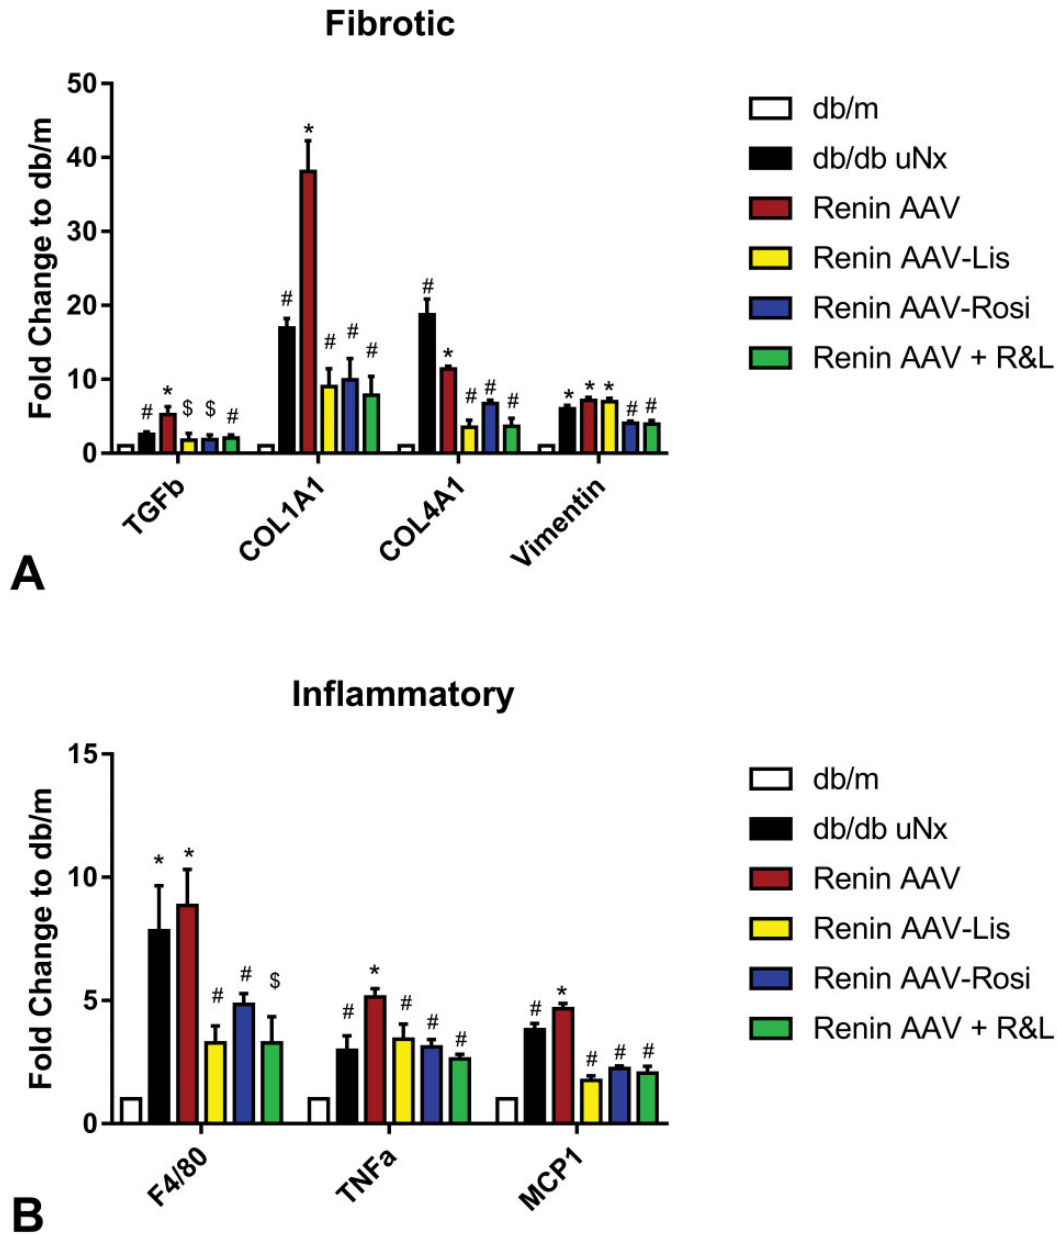 Fibrotic
Fold Change to db/m
50
40
30
20
10
0
# * $ $ #
# * # # #
# * # # #
* * * # #
TGFb
COL1A1
COL4A1
Vimentin
db/m
db/db uNx
Renin AAV
Renin AAV-Lis
Renin AAV-Rosi
Renin AAV + R&L
A
Inflammatory
Fold Change to db/m
15
10
5
0
* * # # $
# * # # #
# * # # #
F4/80
TNFa
MCP1
db/m
db/db uNx
Renin AAV
Renin AAV-Lis
Renin AAV-Rosi
Renin AAV + R&L
B